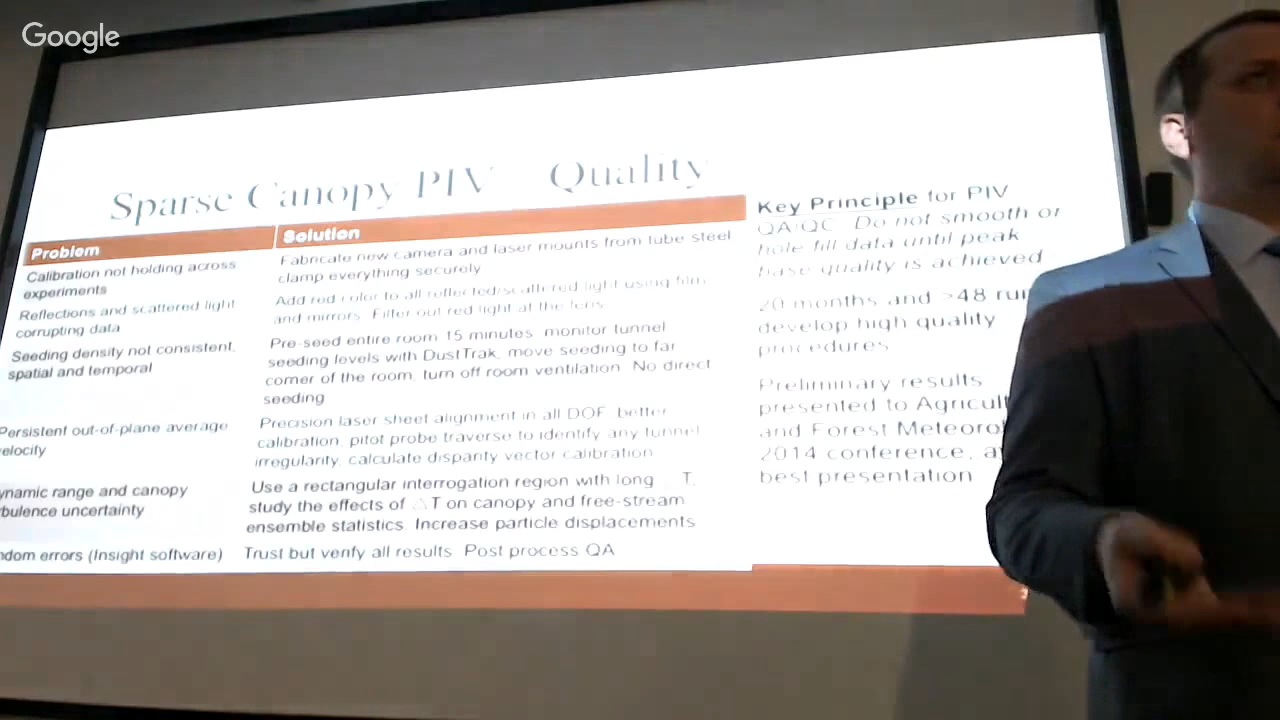 Google
Sparse Canopy PIV Quality
Problem
Solution
Calibration not holding across
experiments
Fabricate new camera and laser mounts from tube steel
clamp everything securely
Reflections and scattered light
corrupting data
Add red color to all reflected/scattered light using film
and mirrors. Filter out red light at the lens
Seeding density not consistent,
spatial and temporal
Pre-seed entire room 15 minutes, monitor tunnel
seeding levels with DustTrak, move seeding to far
corner of the room, turn off room ventilation. No direct
seeding
Persistent out-of-plane average
elocity
Precision laser sheet alignment in all DOF, better
calibration, pitot probe traverse to identify any tunnel
irregularity, calculate disparity vector calibration
ynamic range and canopy
bulence uncertainty
Use a rectangular interrogation region with long T,
study the effects of △T on canopy and free-stream
ensemble statistics. Increase particle displacements
ndom errors (Insight software)
Trust but verify all results. Post process QA
Key Principle for PIV
QA/QC Do not smooth or
hole fill data until peak
base quality is achieved
20 months and >48 ru
develop high quality
procedures
Preliminary results
presented to Agricul
and Forest Meteoro
2014 conference, a
best presentation